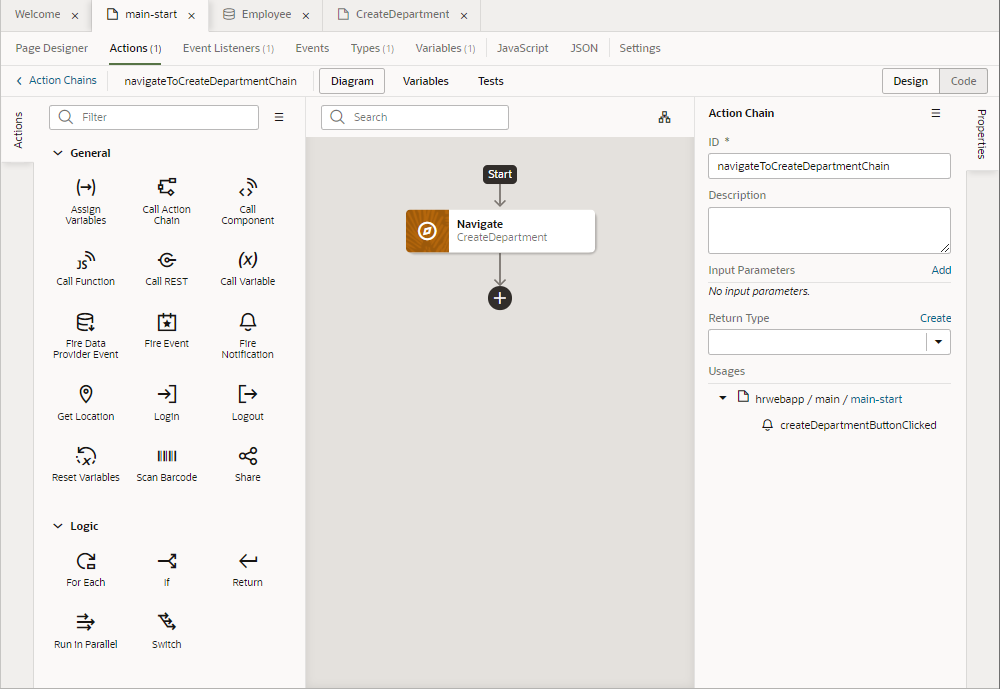 Welcome
main-start
Employee
CreateDepartment
Page Designer
Actions (1)
Event Listeners (1)
Events
Types (1)
Variables (1)
JavaScript
JSON
Settings
Action Chains
navigateToCreateDepartmentChain
Diagram
Variables
Tests
Design
Code
Actions
Filter
General
Assign
Variables
Call Action
Chain
Call
Component
Call Function
Call REST
Call Variable
Fire Data
Provider Event
Fire Event
Fire
Notification
Get Location
Login
Logout
Reset Variables
Scan Barcode
Share
Logic
For Each
If
Return
Run In Parallel
Switch
Search
Start
Navigate
CreateDepartment
Action Chain
ID *
navigateToCreateDepartmentChain
Description
Input Parameters
Add
No input parameters.
Return Type
Create
Usages
hrwebapp / main / main-start
createDepartmentButtonClicked
Properties